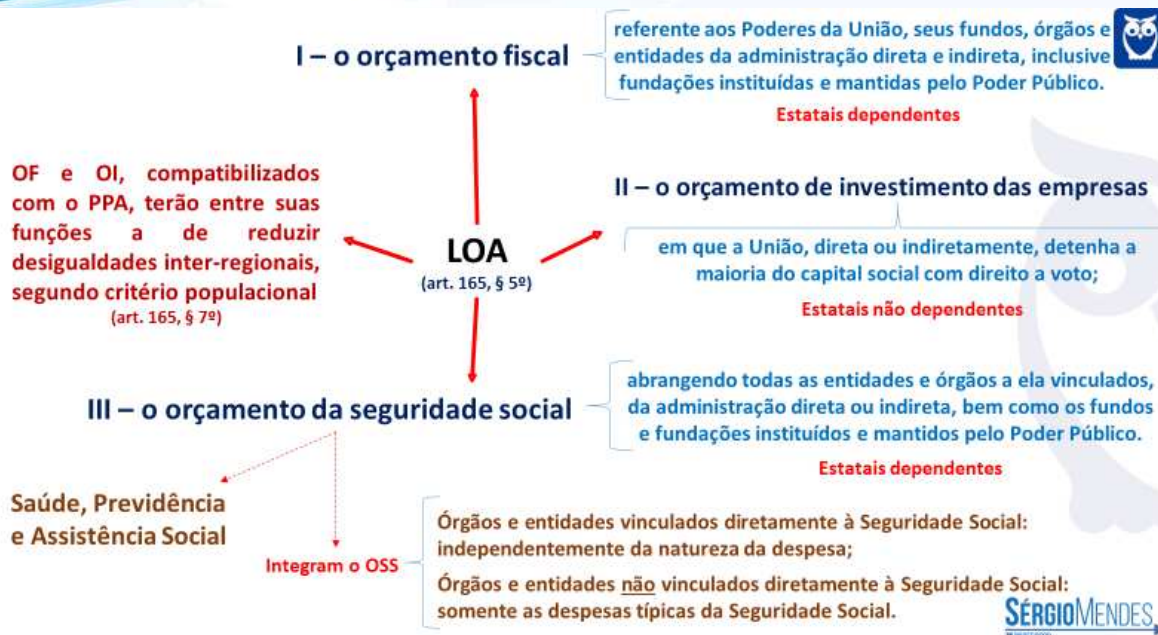 I – o orçamento fiscal
referente aos Poderes da União, seus fundos, órgãos e
entidades da administração direta e indireta, inclusive
fundações instituídas e mantidas pelo Poder Público.
Estatais dependentes
OF e OI, compatibilizados
com o PPA, terão entre suas
funções a de reduzir
desigualdades inter-regionais,
segundo critério populacional
(art. 165, § 7º)
LOA
(art. 165, § 5º)
II – o orçamento de investimento das empresas
em que a União, direta ou indiretamente, detenha a
maioria do capital social com direito a voto;
Estatais não dependentes
III – o orçamento da seguridade social
abrangendo todas as entidades e órgãos a ela vinculados,
da administração direta ou indireta, bem como os fundos
e fundações instituídos e mantidos pelo Poder Público.
Estatais dependentes
Saúde, Previdência
e Assistência Social
Integram o OSS
Órgãos e entidades vinculados diretamente à Seguridade Social:
independentemente da natureza da despesa;
Órgãos e entidades não vinculados diretamente à Seguridade Social:
somente as despesas típicas da Seguridade Social.
SÉRGIOMENDES